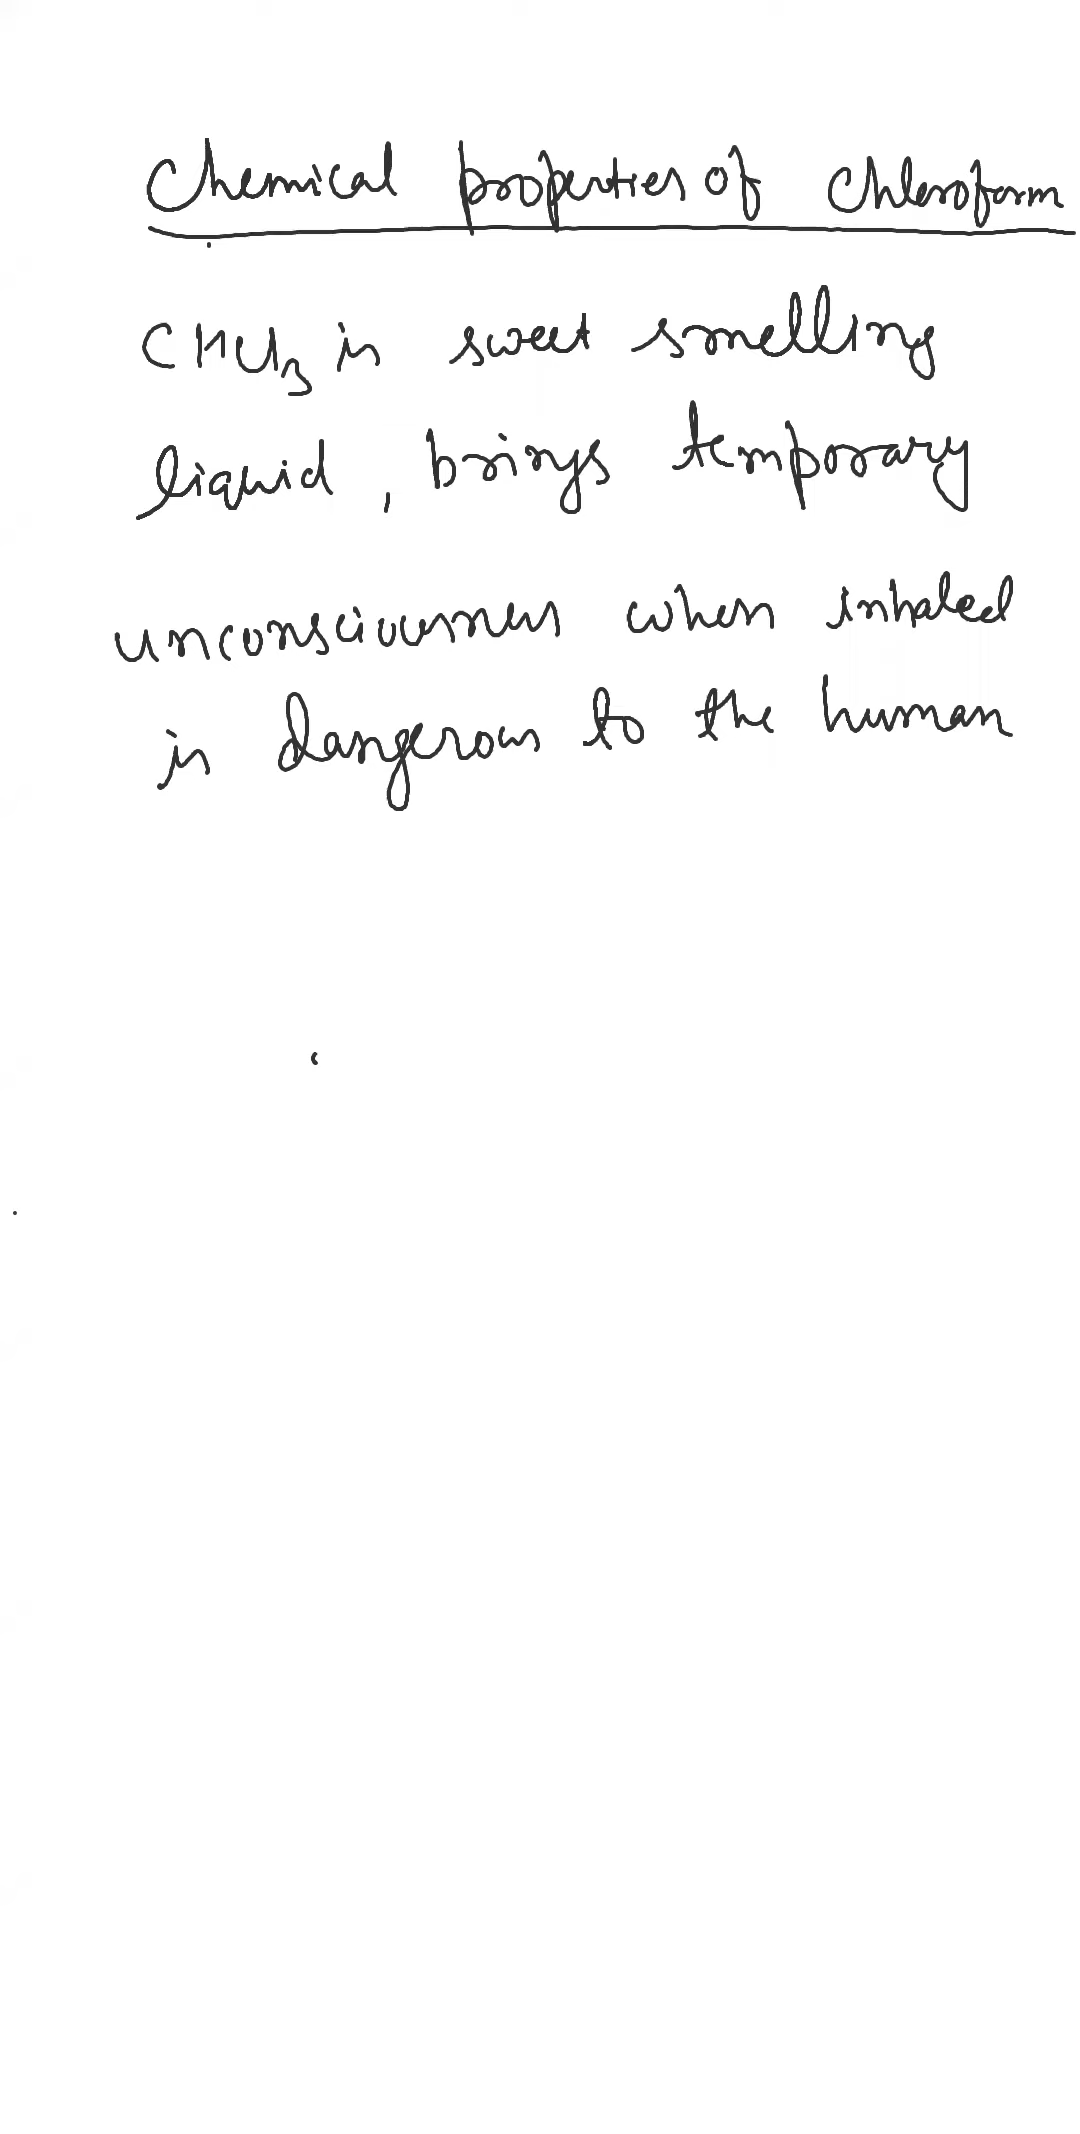 Chemical properties of Chloroform
CHCl3 is sweet smelling
liquid, brings temporary
unconsciousness when inhaled
is dangerous to the human